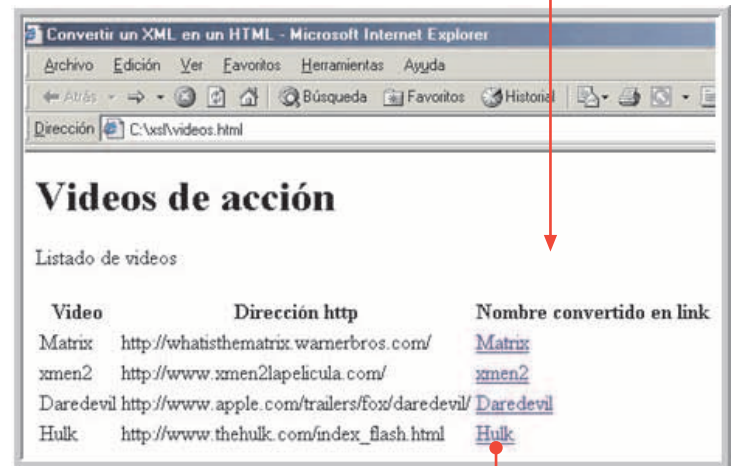 Convertir un XML en un HTML - Microsoft Internet Explorer
Archivo Edición Ver Favoritos Herramientas Ayuda
Atrás Búsqueda Favoritos Historial
Dirección C:\xsl\videos.html
Videos de acción
Listado de videos
Video Dirección http Nombre convertido en link
Matrix http://whatisthematrix.warnerbros.com/ Matrix
xmen2 http://www.xmen2lapelicula.com/ xmen2
Daredevil http://www.apple.com/trailers/fox/daredevil/ Daredevil
Hulk http://www.thehulk.com/index_flash.html Hulk